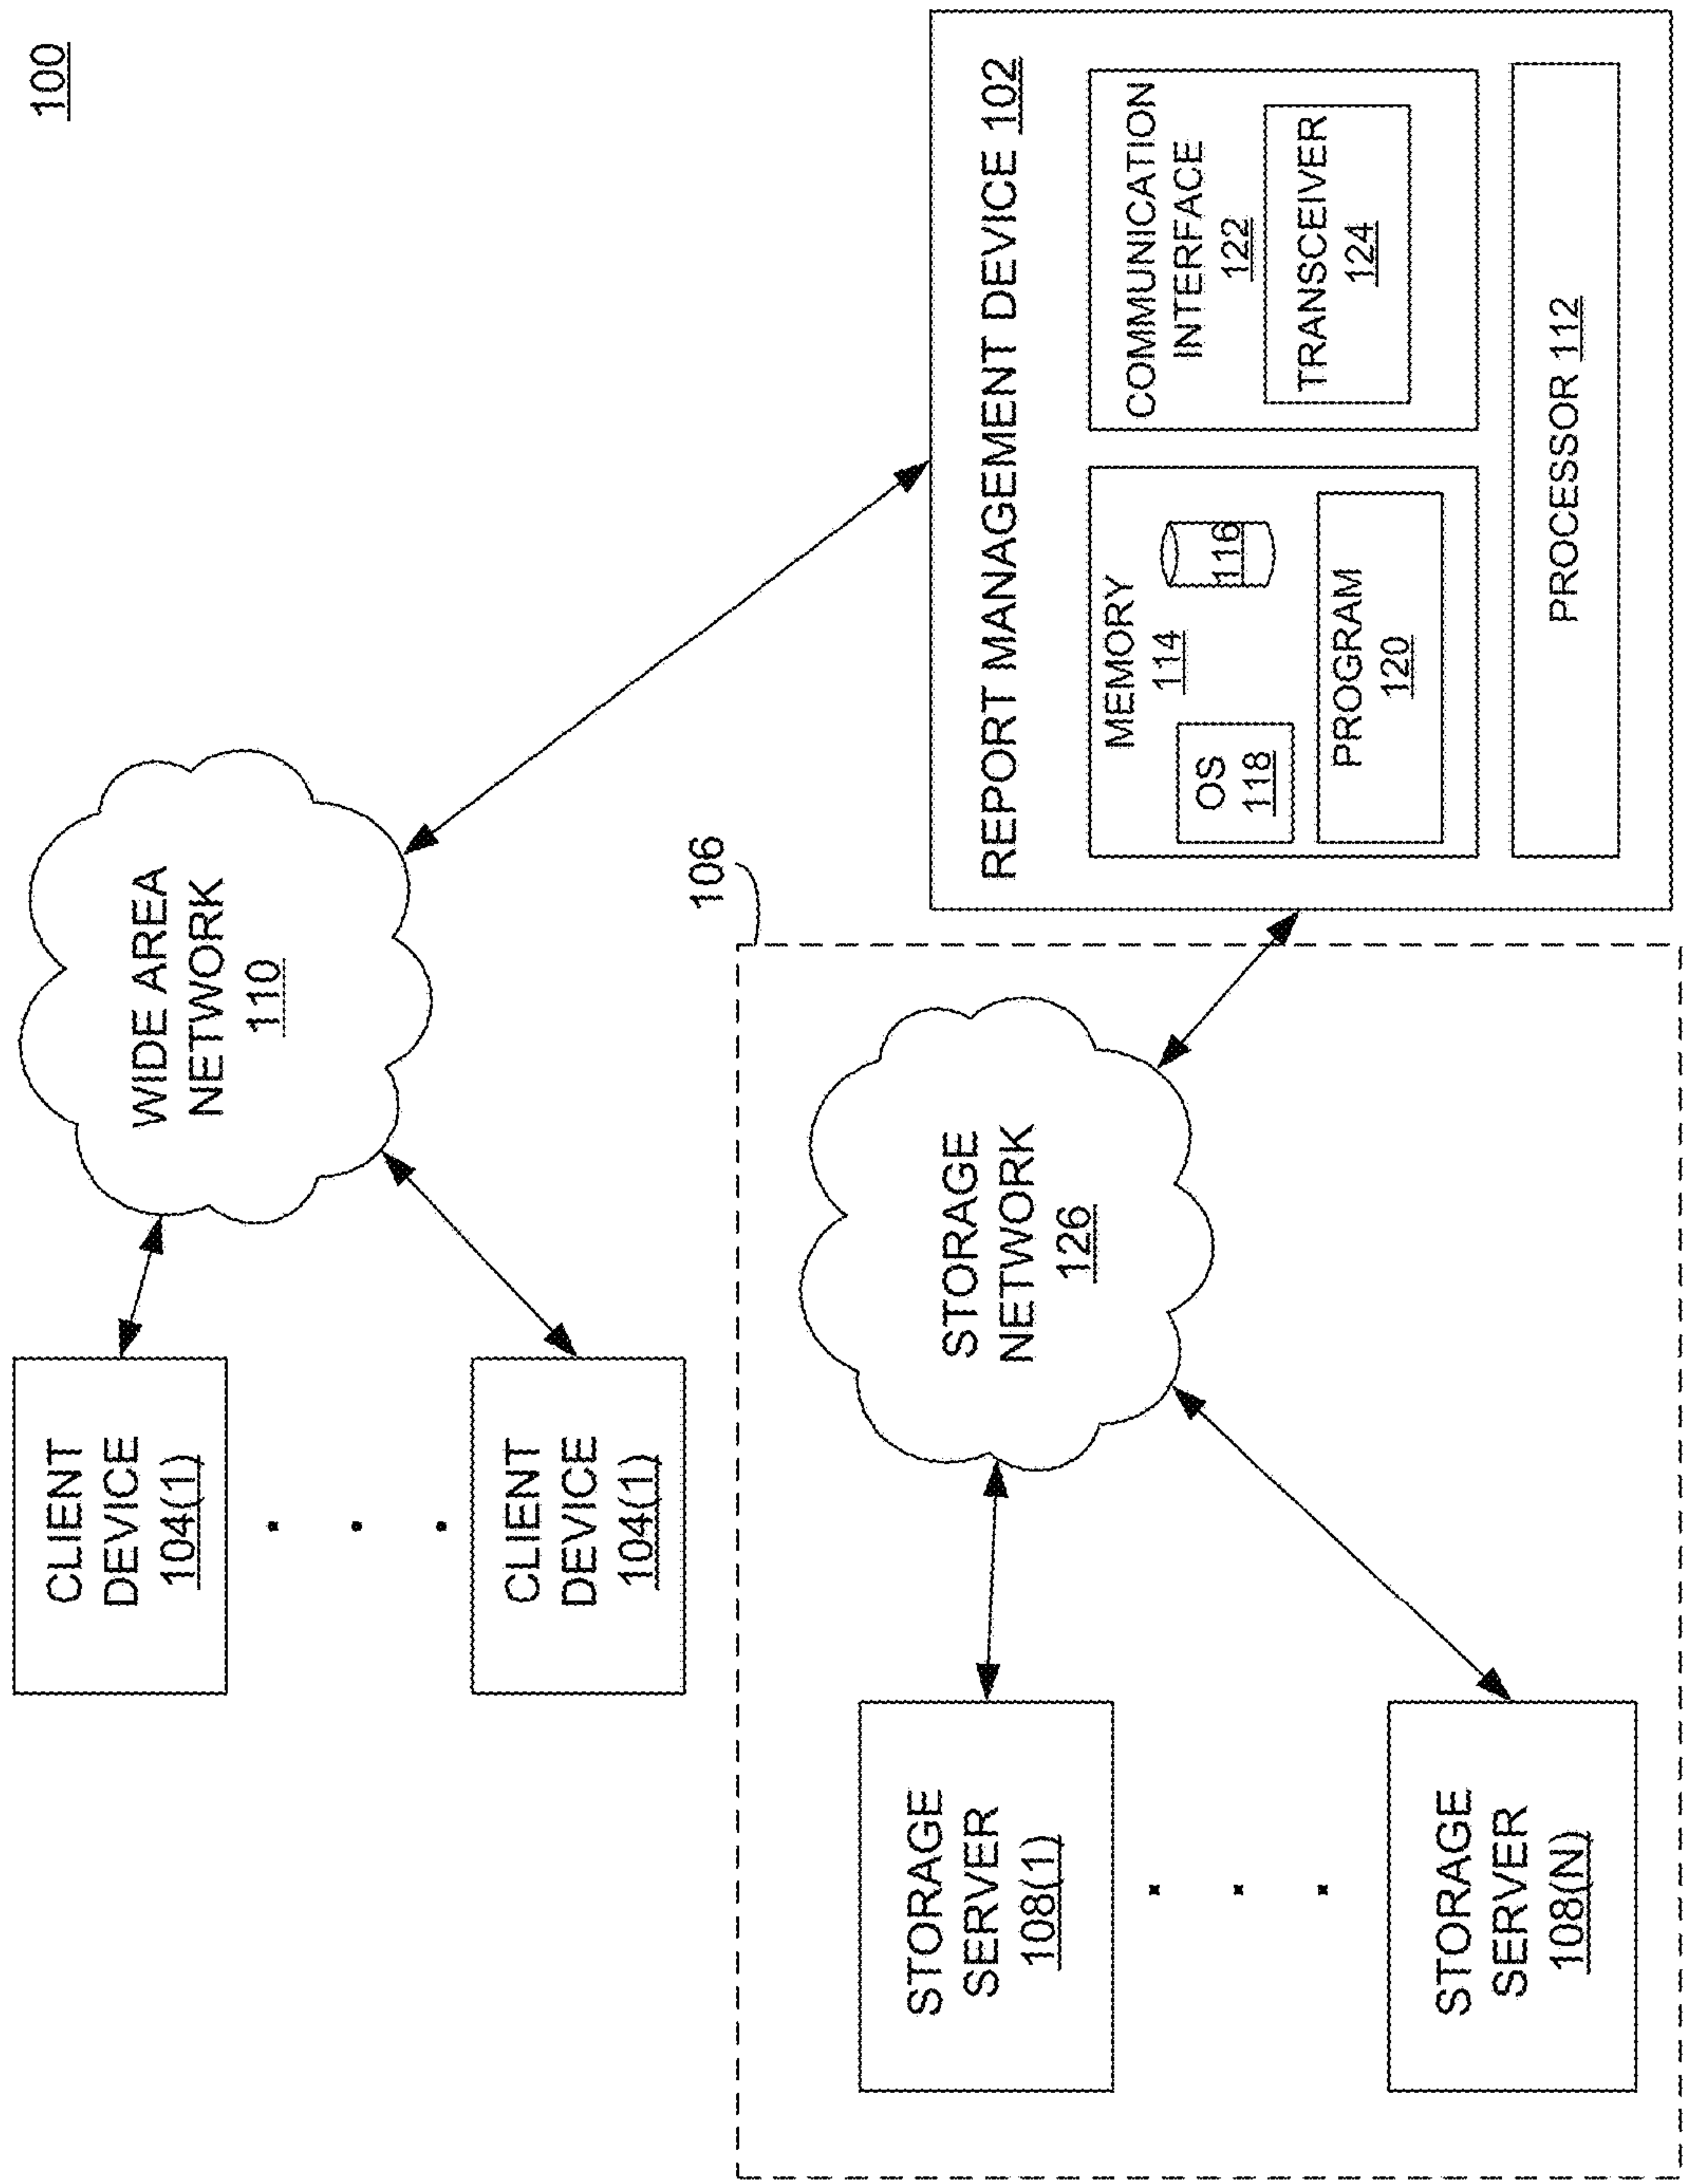 100
CLIENT
DEVICE
104(1)
CLIENT
DEVICE
104(1)
WIDE AREA
NETWORK
110
106
STORAGE
SERVER
108(1)
STORAGE
SERVER
108(N)
STORAGE
NETWORK
126
REPORT MANAGEMENT DEVICE 102
MEMORY
114
116
OS
118
PROGRAM
120
COMMUNICATION
INTERFACE
122
TRANSCEIVER
124
PROCESSOR 112